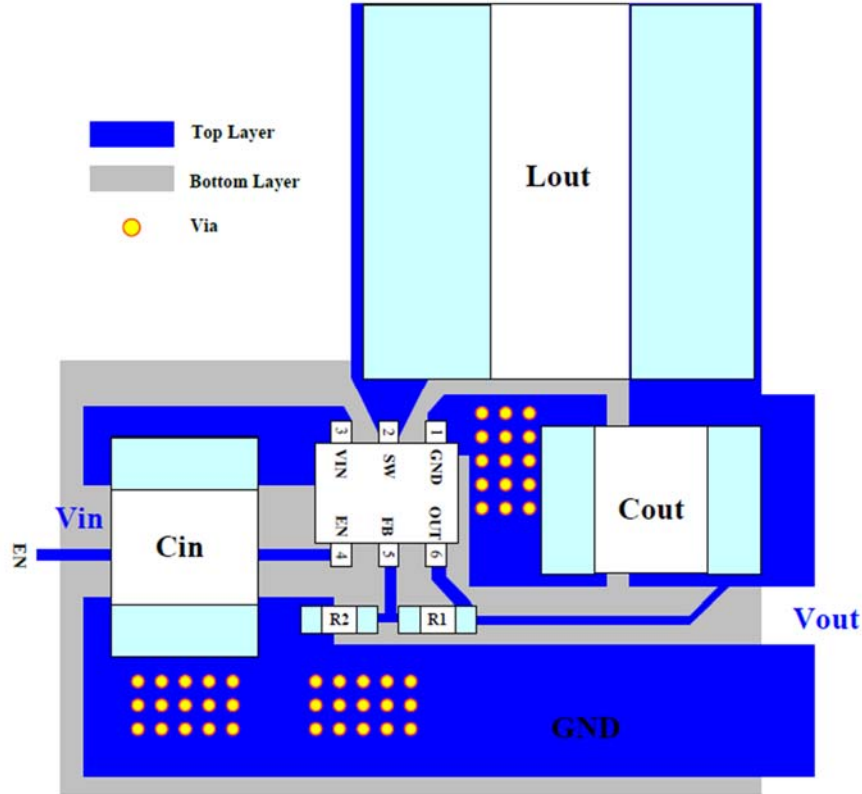 Top Layer
Bottom Layer
Via
Lout
3
2
1
VIN
SW
GND
EN
FB
OUT
4
5
6
Vin
EN
Cin
Cout
R2
R1
Vout
GND